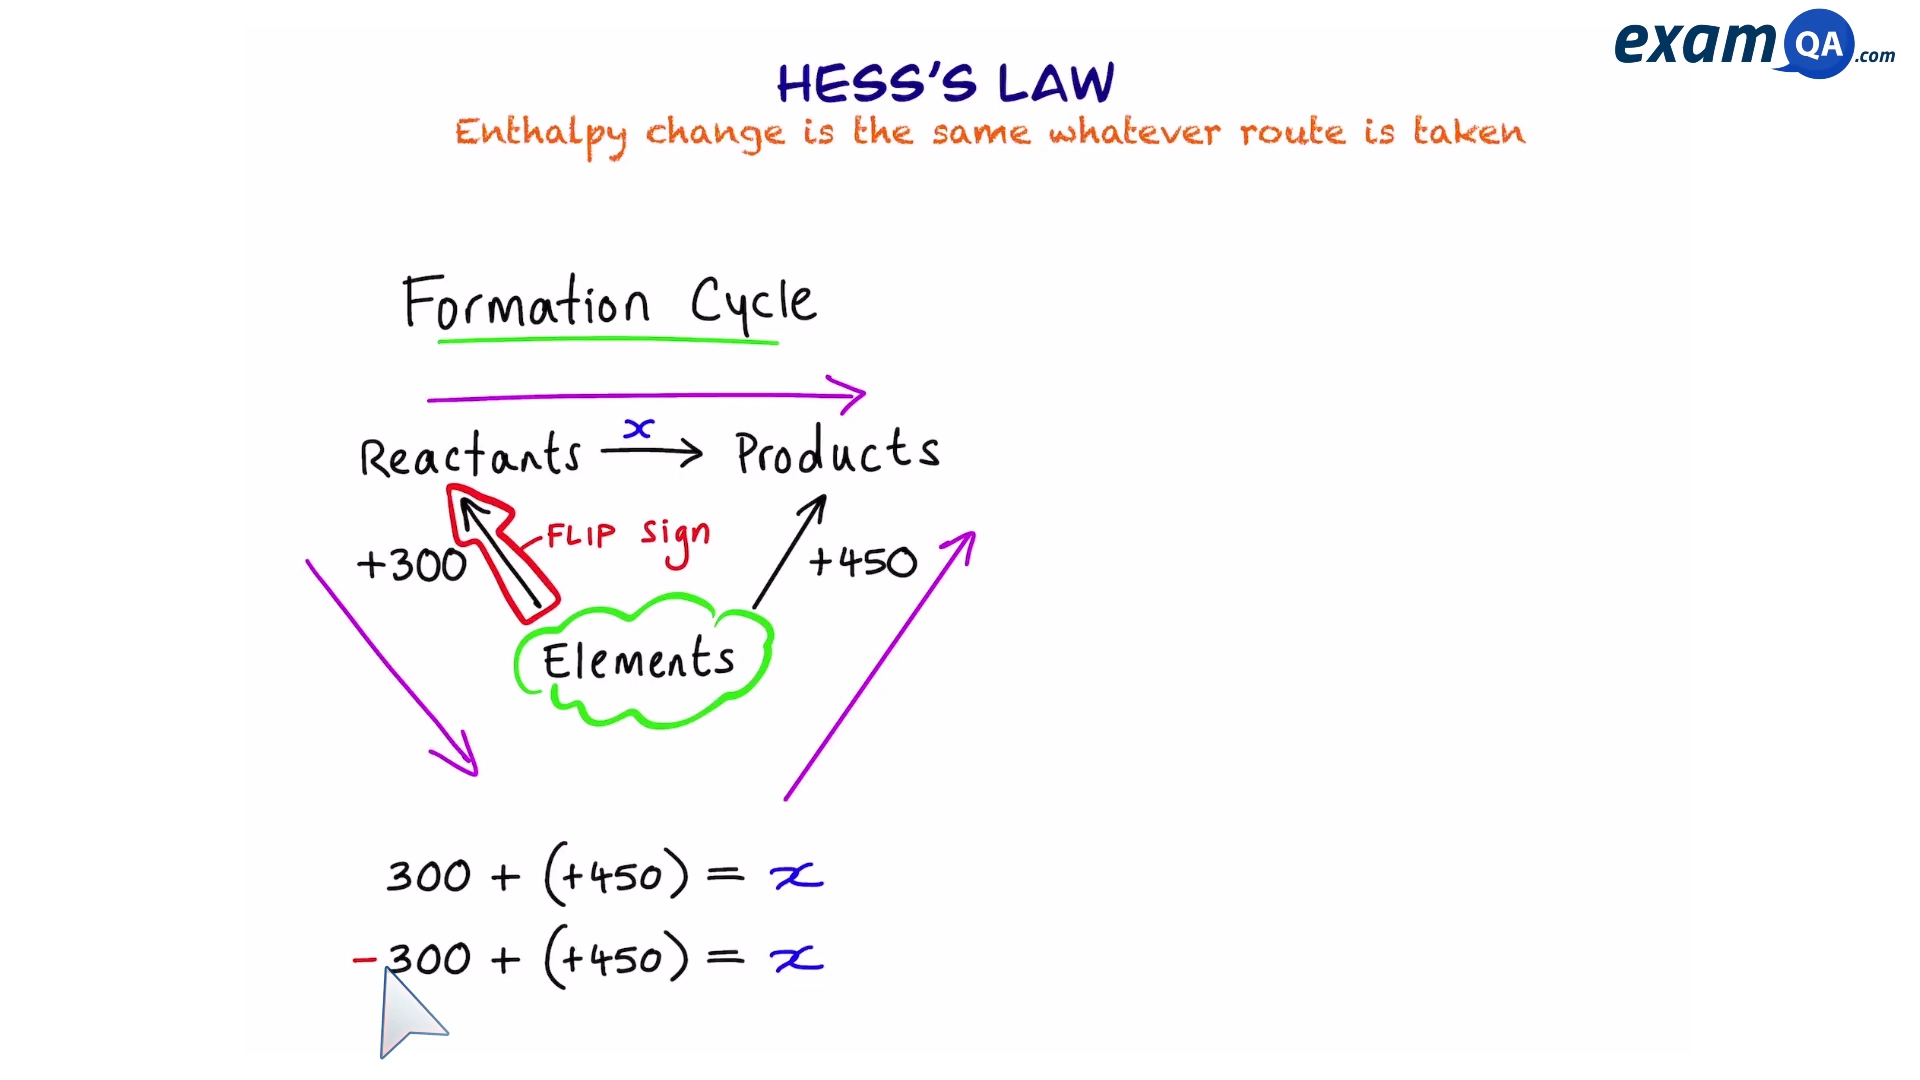 examQA.com
HESS'S LAW
Enthalpy change is the same whatever route is taken
Formation Cycle
x
Reactants → Products
FLIP sign
+300
+450
Elements
300 + (+450) = x
-300 + (+450) = x